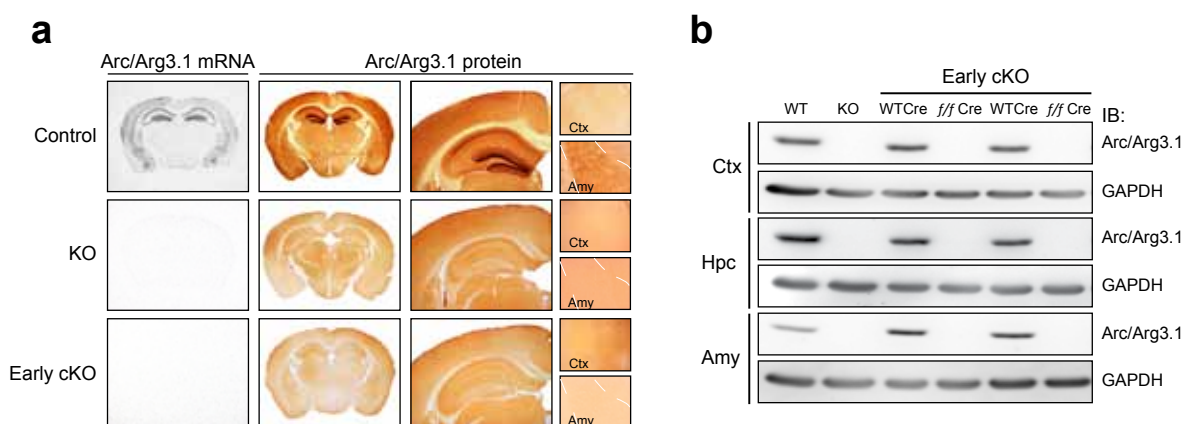 a
Arc/Arg3.1 mRNA Arc/Arg3.1 protein
Control
Ctx
Amy
KO
Ctx
Amy
Early cKO
Ctx
Amy
b
Early cKO
WT KO WTCre f/f Cre WTCre f/f Cre IB:
Ctx
Arc/Arg3.1
GAPDH
Hpc
Arc/Arg3.1
GAPDH
Amy
Arc/Arg3.1
GAPDH